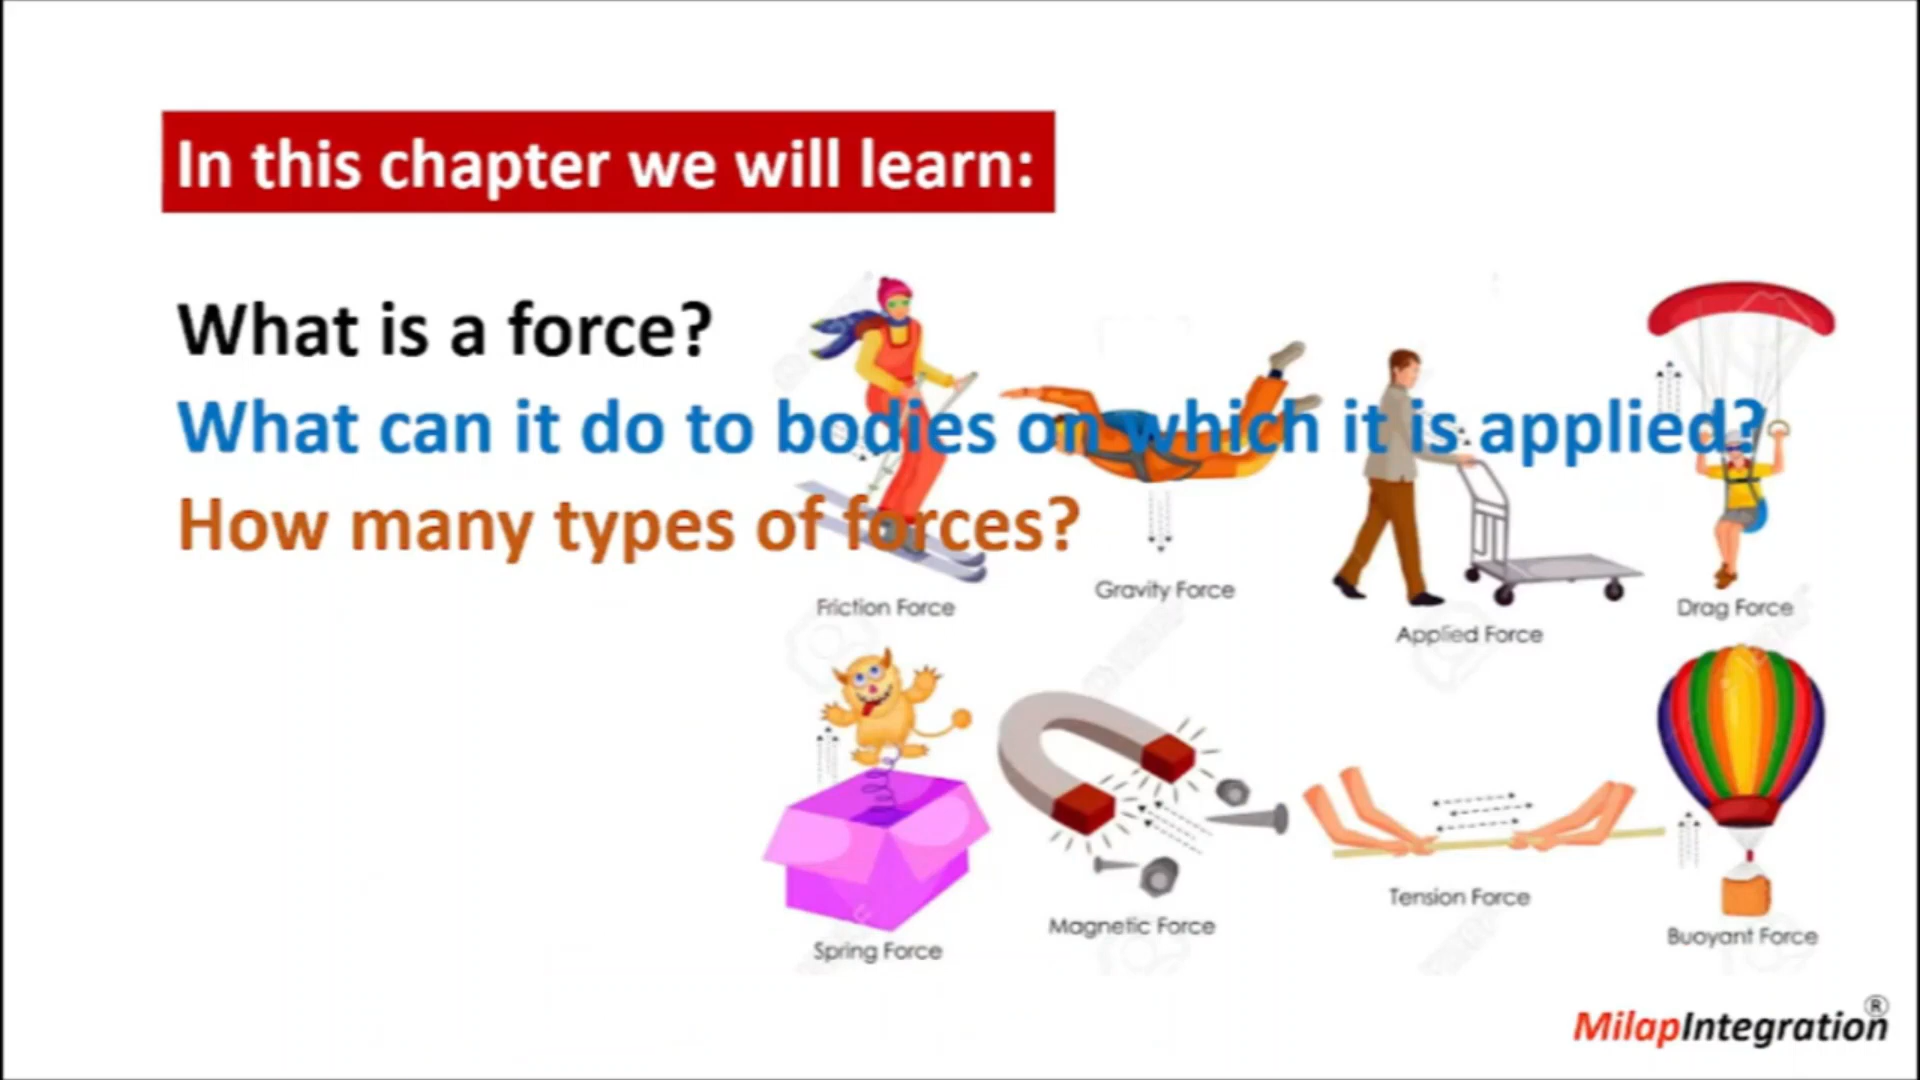 In this chapter we will learn:
What is a force?
What can it do to bodies on which it is applied?
How many types of forces?
Friction Force
Gravity Force
Applied Force
Drag Force
Spring Force
Magnetic Force
Tension Force
Buoyant Force
MilapIntegration®